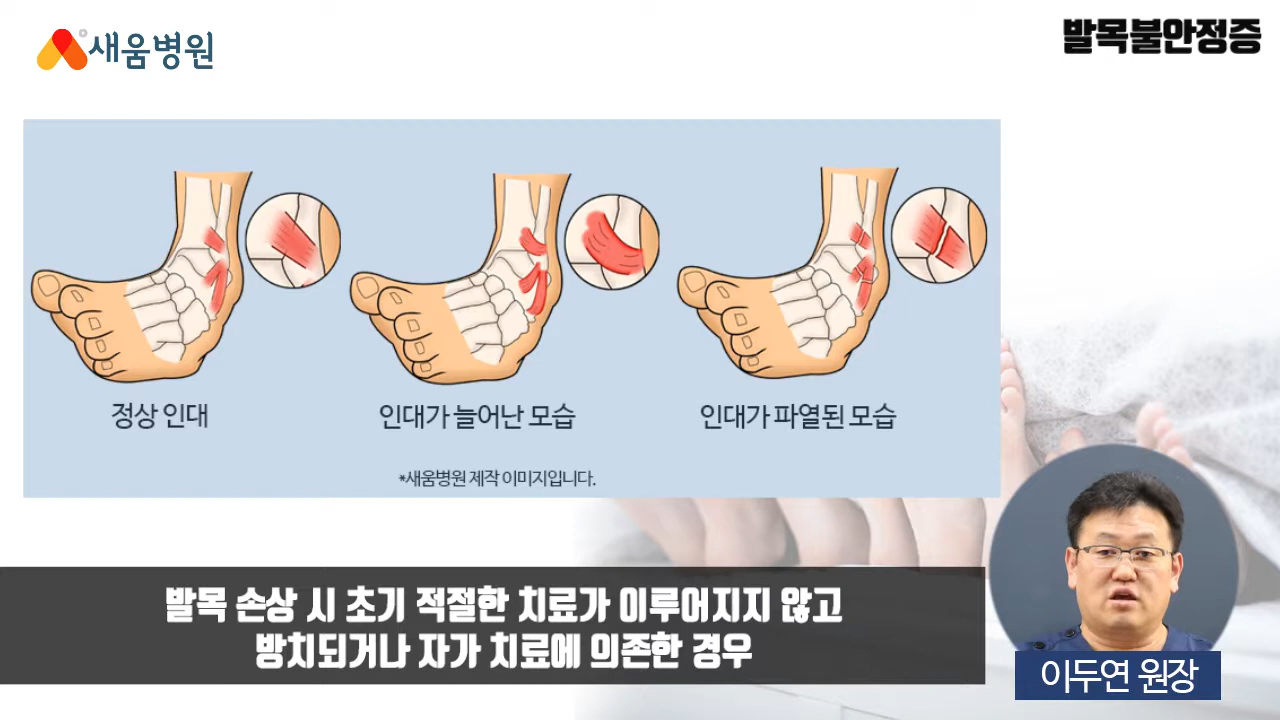 새움병원
발목불안정증
정상 인대
인대가 늘어난 모습
인대가 파열된 모습
*새움병원 제작 이미지입니다.
발목 손상 시 초기 적절한 치료가 이루어지지 않고
방치되거나 자가 치료에 의존한 경우
이두연 원장